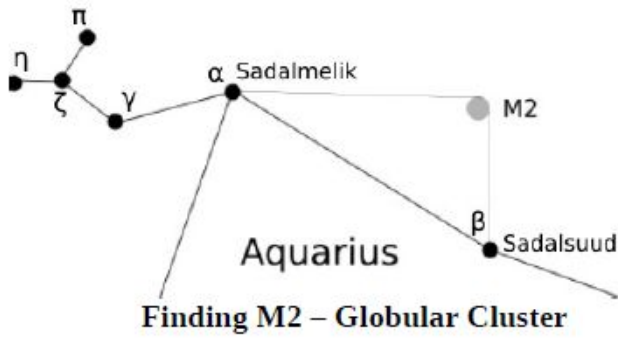 π
η
α Sadalmelik
ζ
γ
M2
β
Sadalsuud
Aquarius
Finding M2 – Globular Cluster